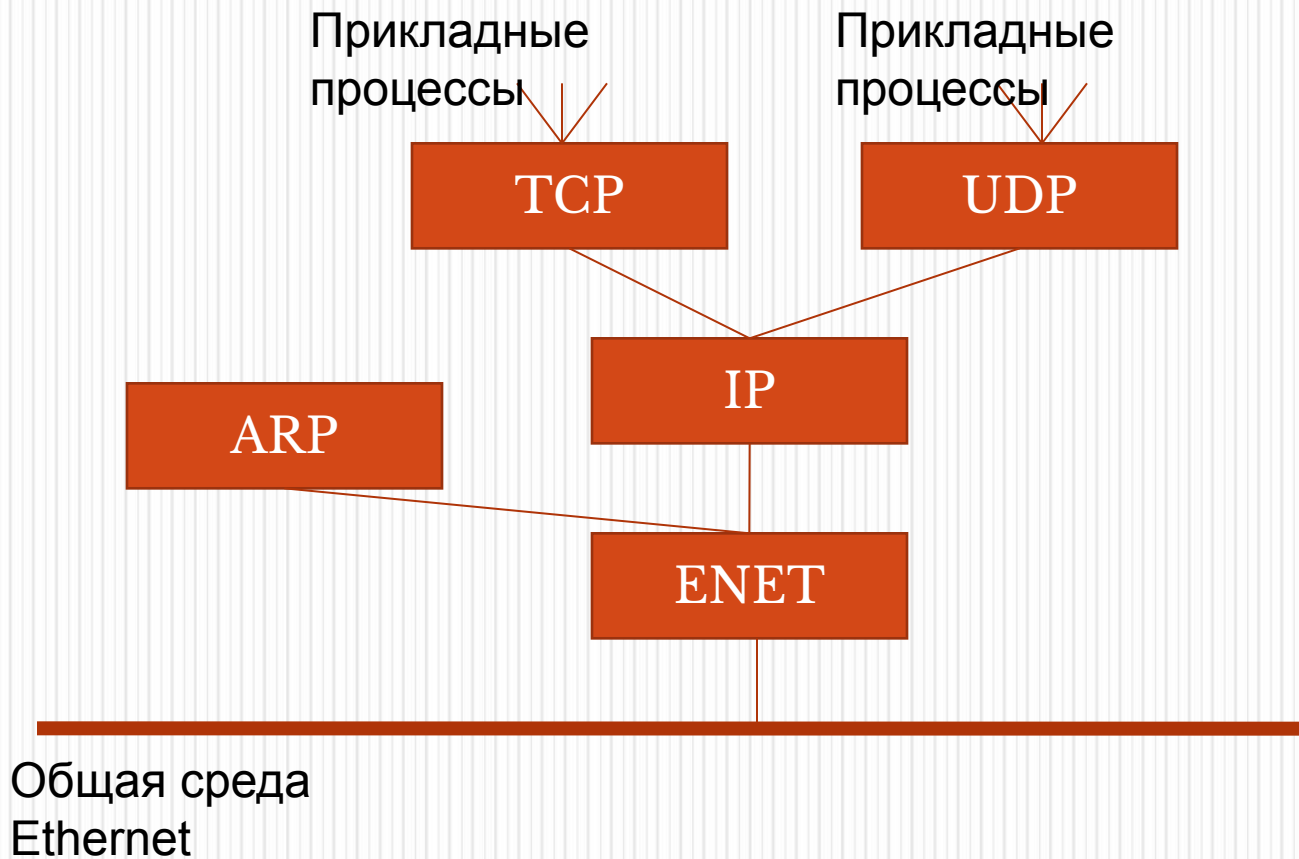 Прикладные
процессы
Прикладные
процессы
TCP
UDP
IP
ARP
ENET
Общая среда
Ethernet